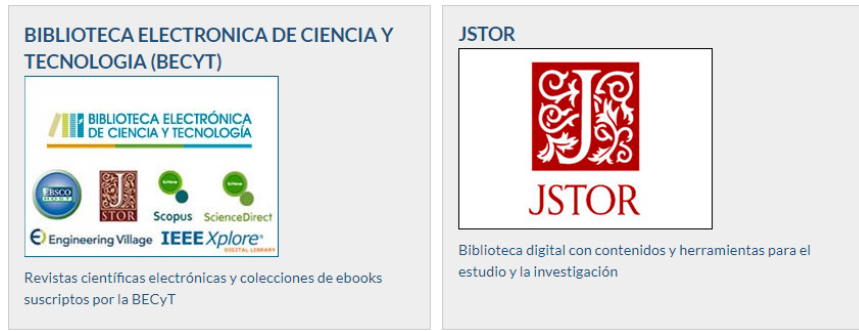 BIBLIOTECA ELECTRONICA DE CIENCIA Y
TECNOLOGIA (BECYT)
BIBLIOTECA ELECTRÓNICA
DE CIENCIA Y TECNOLOGÍA
EBSCO
HOST
J
STOR
Scopus
ScienceDirect
Engineering Village
IEEE Xplore®
DIGITAL LIBRARY
Revistas científicas electrónicas y colecciones de ebooks
suscriptos por la BECyT
JSTOR
J
JSTOR
Biblioteca digital con contenidos y herramientas para el
estudio y la investigación